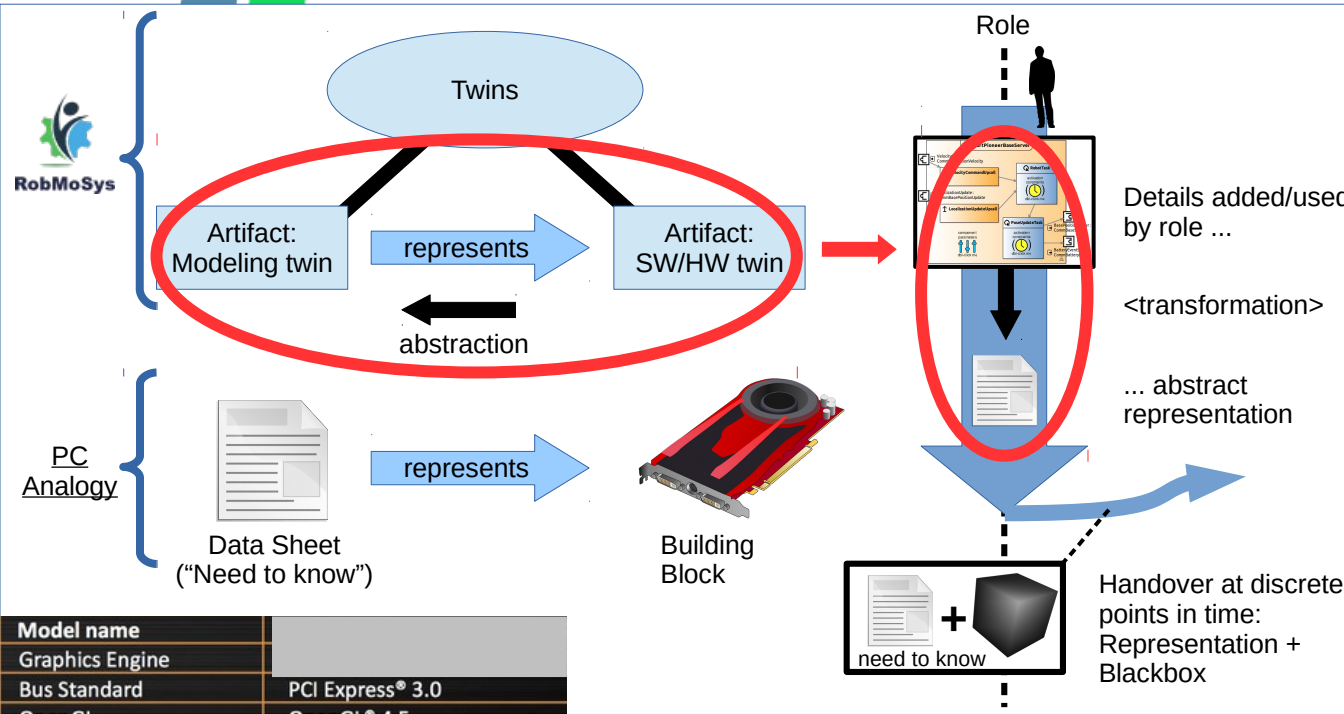 Role
Twins
RobMoSys
Artifact:
Modeling twin
represents
Artifact:
SW/HW twin
abstraction
RobotTask
PoseUpdateTask
Details added/used
by role ...
<transformation>
... abstract
representation
PC
Analogy
represents
Data Sheet
(“Need to know”)
Building
Block
need to know
+
Handover at discrete
points in time:
Representation +
Blackbox
Model name
Graphics Engine
Bus Standard
PCI Express® 3.0